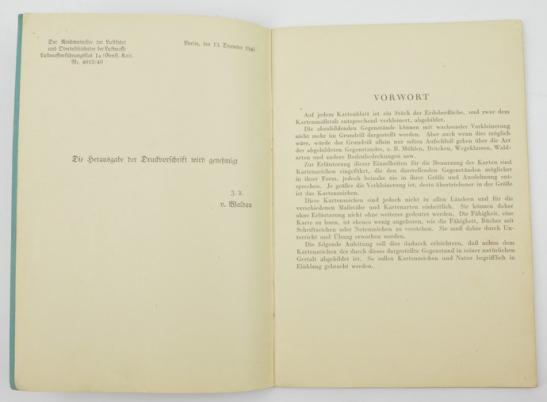 Der Reichsminister der Luftfahrt
und Oberbefehlshaber der Luftwaffe
Luftwaffenführungsstab Ia/Genst. Kart.
Nr. 4015/40
Berlin, den 13. Dezember 1940
Die Herausgabe der Druckvorschrift wird genehmigt
J. A.
v. Waldau
VORWORT
Auf jedem Kartenblatt ist ein Stück der Erdoberfläche, und zwar dem
Kartenmaßstab entsprechend verkleinert, abgebildet.
Die abzubildenden Gegenstände können mit wachsender Verkleinerung
nicht mehr im Grundriß dargestellt werden. Aber auch wenn dies möglich
wäre, würde der Grundriß allein nur selten Aufschluß geben über die Art
des abgebildeten Gegenstandes, z. B. Mühlen, Brücken, Wegeklassen, Wald-
arten und andere Bodenbedeckungen usw.
Zur Erläuterung dieser Einzelheiten für die Benutzung der Karten sind
Kartenzeichen eingeführt, die den darzustellenden Gegenständen möglichst
in ihrer Form, jedoch beinahe nie in ihrer Größe und Ausdehnung ent-
sprechen. Je größer die Verkleinerung ist, desto übertriebener in der Größe
ist das Kartenzeichen.
Diese Kartenzeichen sind jedoch nicht in allen Ländern und für die
verschiedenen Maßstäbe und Kartenarten einheitlich. Sie können daher
ohne Erläuterung nicht ohne weiteres gedeutet werden. Die Fähigkeit, eine
Karte zu lesen, ist ebenso wenig angeboren, wie die Fähigkeit, Bücher mit
Schriftzeichen oder Notenzeichen zu verstehen. Sie muß daher durch Un-
terricht und Übung erworben werden.
Die folgende Anleitung soll dies dadurch erleichtern, daß neben dem
Kartenzeichen der durch dieses dargestellte Gegenstand in seiner natürlichen
Gestalt abgebildet ist. So sollen Kartenzeichen und Natur begrifflich in
Einklang gebracht werden.